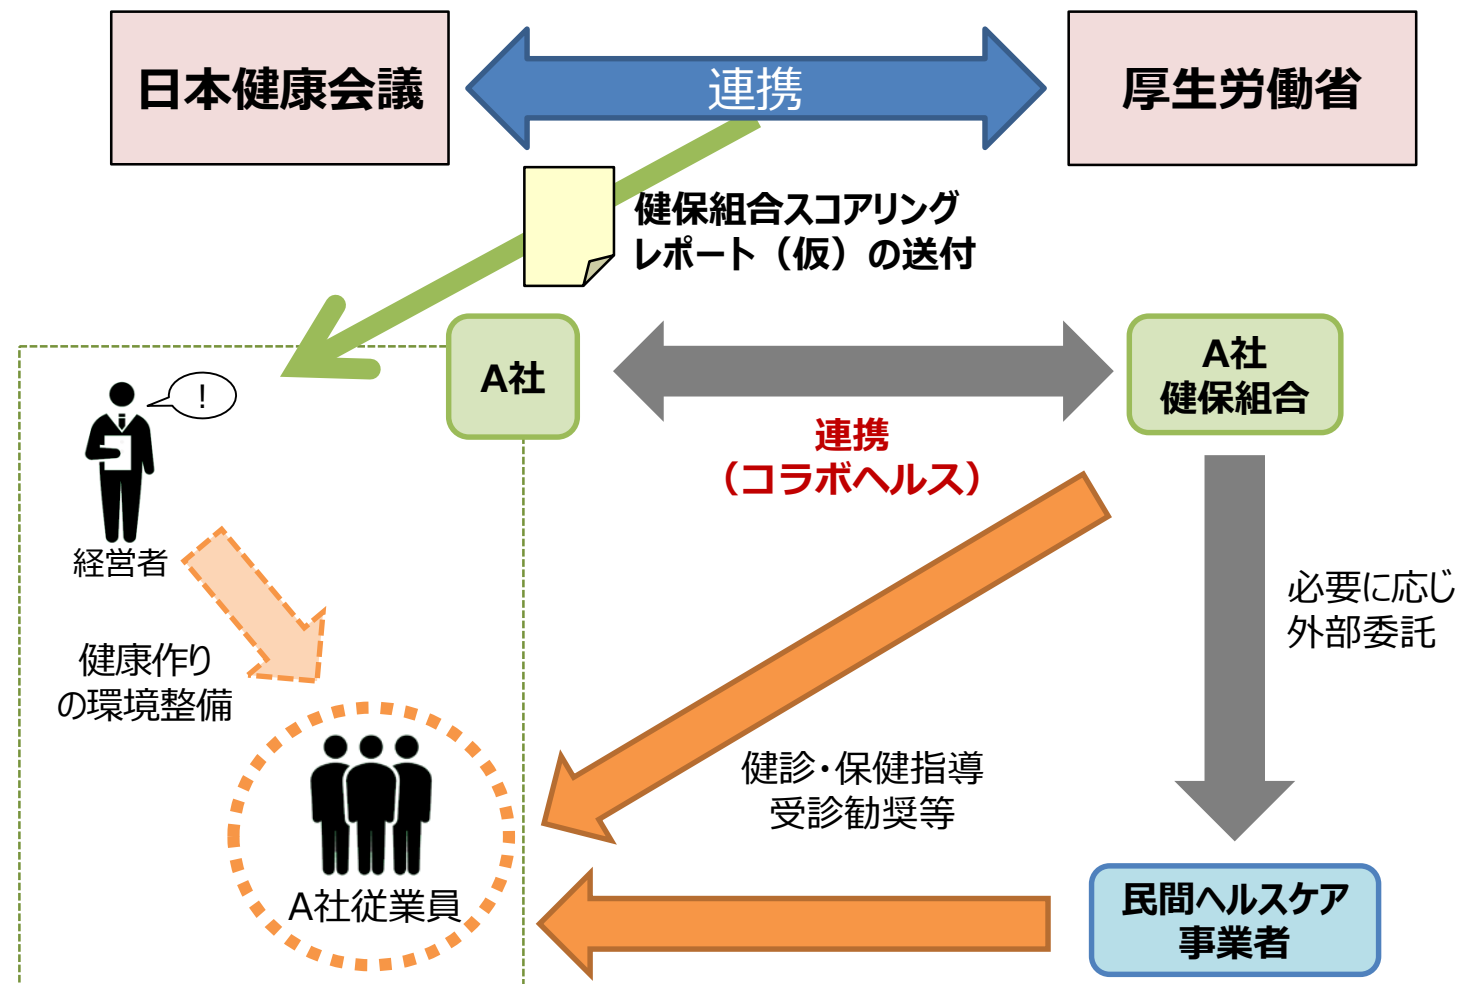 日本健康会議
連携
厚生労働省
健保組合スコアリング
レポート（仮）の送付
A社
A社
健保組合
！
連携
（コラボヘルス）
経営者
必要に応じ
外部委託
健康作り
の環境整備
健診・保健指導
受診勧奨等
A社従業員
民間ヘルスケア
事業者